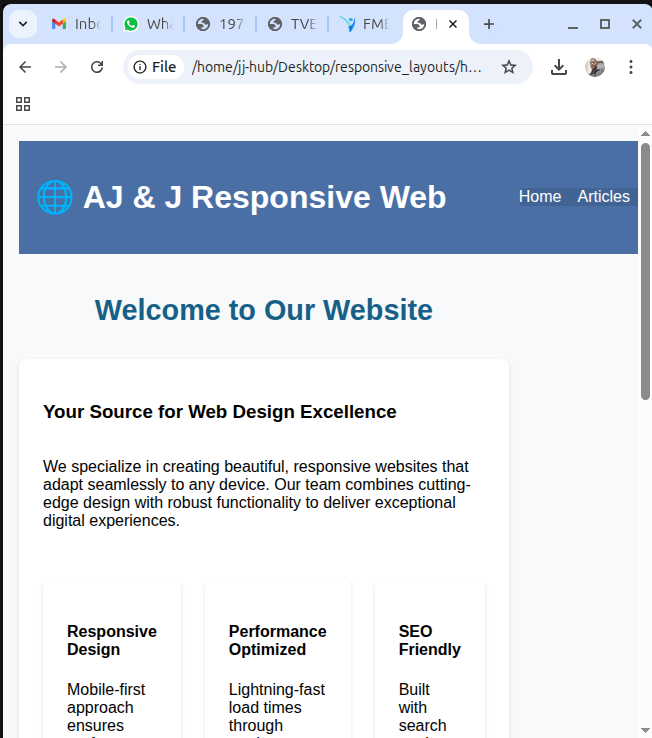 Inbo
Wha
197
TVE
FME
File
/home/jj-hub/Desktop/responsive_layouts/h...
AJ & J Responsive Web
Home Articles
Welcome to Our Website
Your Source for Web Design Excellence
We specialize in creating beautiful, responsive websites that
adapt seamlessly to any device. Our team combines cutting-
edge design with robust functionality to deliver exceptional
digital experiences.
Responsive
Design
Mobile-first
approach
ensures
Performance
Optimized
Lightning-fast
load times
through
SEO
Friendly
Built
with
search